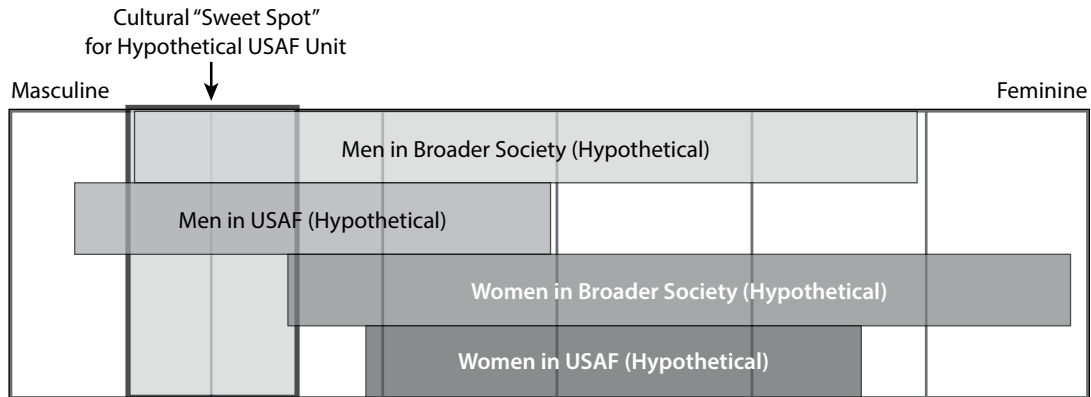 Cultural “Sweet Spot”
for Hypothetical USAF Unit
Masculine
Feminine
Men in Broader Society (Hypothetical)
Men in USAF (Hypothetical)
Women in Broader Society (Hypothetical)
Women in USAF (Hypothetical)